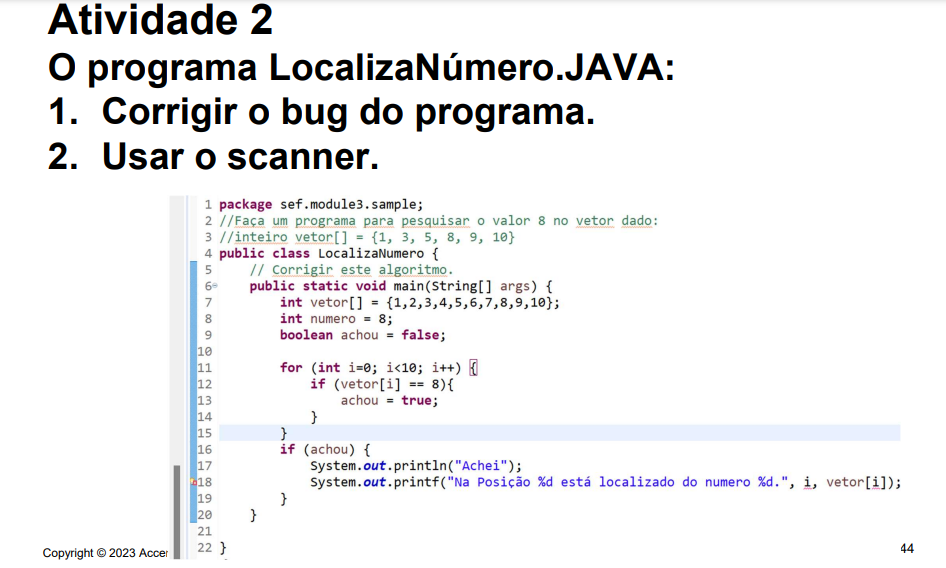 Atividade 2
O programa LocalizaNúmero.JAVA:
1. Corrigir o bug do programa.
2. Usar o scanner.
1 package sef.module3.sample;
2 //Faça um programa para pesquisar o valor 8 no vetor dado:
3 //inteiro vetor[] = {1, 3, 5, 8, 9, 10}
4 public class LocalizaNumero {
5 // Corrigir este algoritmo.
6 public static void main(String[] args) {
7 int vetor[] = {1,2,3,4,5,6,7,8,9,10};
8 int numero = 8;
9 boolean achou = false;
10
11 for (int i=0; i<10; i++) {
12 if (vetor[i] == 8){
13 achou = true;
14 }
15 }
16 if (achou) {
17 System.out.println("Achei");
18 System.out.printf("Na Posição %d está localizado do numero %d.", i, vetor[i]);
19 }
20 }
21
22 }
Copyright © 2023 Accer
44